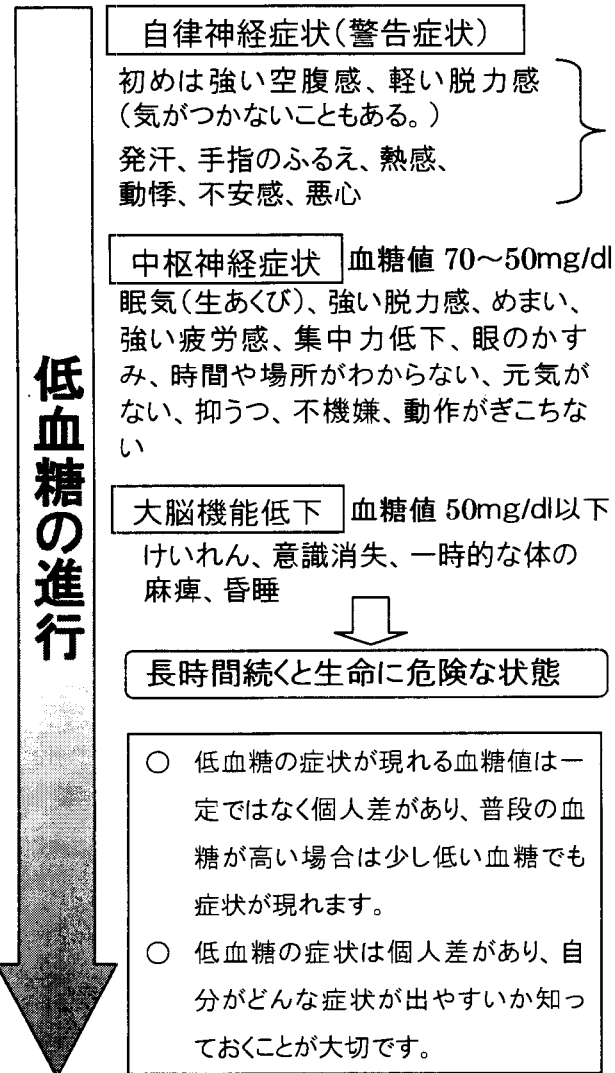 低血糖の進行
自律神経症状(警告症状)
初めは強い空腹感、軽い脱力感
(気がつかないこともある。)
発汗、手指のふるえ、熱感、
動悸、不安感、悪心
中枢神経症状 血糖値 70～50mg/dl
眠気(生あくび)、強い脱力感、めまい、
強い疲労感、集中力低下、眼のかす
み、時間や場所がわからない、元気が
ない、抑うつ、不機嫌、動作がぎこちな
い
大脳機能低下 血糖値 50mg/dl以下
けいれん、意識消失、一時的な体の
麻痺、昏睡
長時間続くと生命に危険な状態
○ 低血糖の症状が現れる血糖値は一
定ではなく個人差があり、普段の血
糖が高い場合は少し低い血糖でも
症状が現れます。
○ 低血糖の症状は個人差があり、自
分がどんな症状が出やすいか知っ
ておくことが大切です。